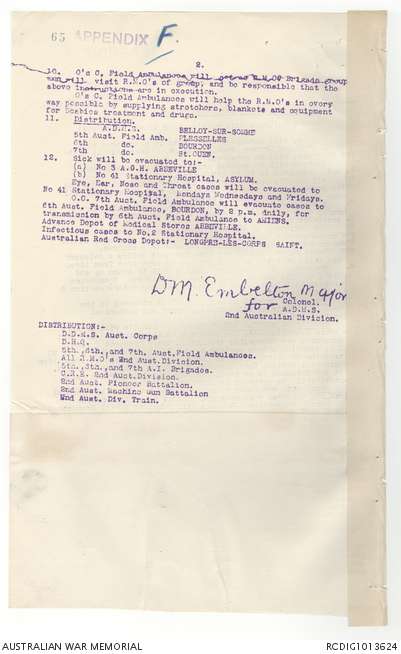 65 APPENDIX F.
2.
10. O's C. Field Ambulances will act as S.M.O. Brigade group
and will visit R.M.O's of group, and be responsible that the
above instructions are in execution.
O's C. Field Ambulances will help the R.M.O's in every
way possible by supplying stretchers, blankets and equipment
for Scabies treatment and drugs.
11. Distribution.
A.D.M.S. BELLOY-SUR-SOMME
5th Aust. Field Amb. FLESSELLES
6th do. BOURDON
7th do. St.OUEN.
12. Sick will be evacuated to:-
(a) No 3 A.G.H. ABBEVILLE
(b) No 41 Stationary Hospital, ASYLUM.
Eye, Ear, Nose and Throat cases will be evacuated to
No 41 Stationary Hospital, Mondays Wednesdays and Fridays.
O.C. 7th Aust. Field Ambulance will evacuate cases to
6th Aust. Field Ambulance, BOURDON, by 2 p.m. daily, for
transmission by 6th Aust. Field Ambulance to AMIENS.
Advance Depot of Medical Stores ABBEVILLE.
Infectious cases to No.2 Stationary Hospital.
Australian Red Cross Depot:- LONGPRE-LES-CORPS SAINT.
D M. Embelton Major
for Colonel.
A.D.M.S.
2nd Australian Division.
DISTRIBUTION:-
D.D.M.S. Aust. Corps
D.H.Q.
5th.,6th.,and 7th. Aust.Field Ambulances.
All R.M.O's 2nd Aust.Division.
5th.,6th.,and 7th A.I. Brigades.
C.R.E. 2nd Aust.Division.
2nd Aust. Pioneer Battalion.
2nd Aust. Machine Gun Battalion
2nd Aust. Div. Train.
AUSTRALIAN WAR MEMORIAL
RCDIG1013624